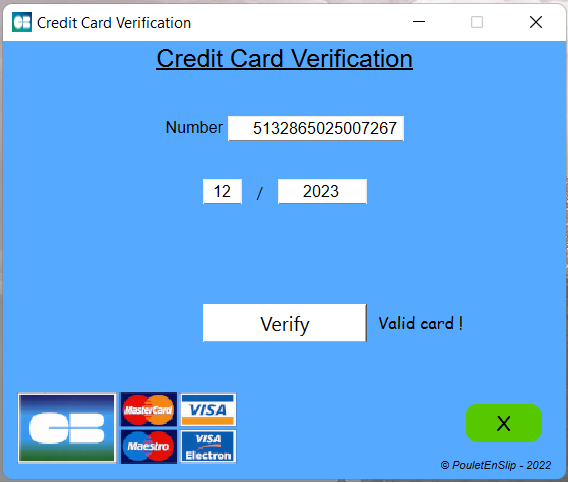 Credit Card Verification
Credit Card Verification
Number 5132865025007267
12 / 2023
Verify Valid card !
CB MasterCard VISA
Maestro VISA Electron
X
© PouletEnSlip - 2022